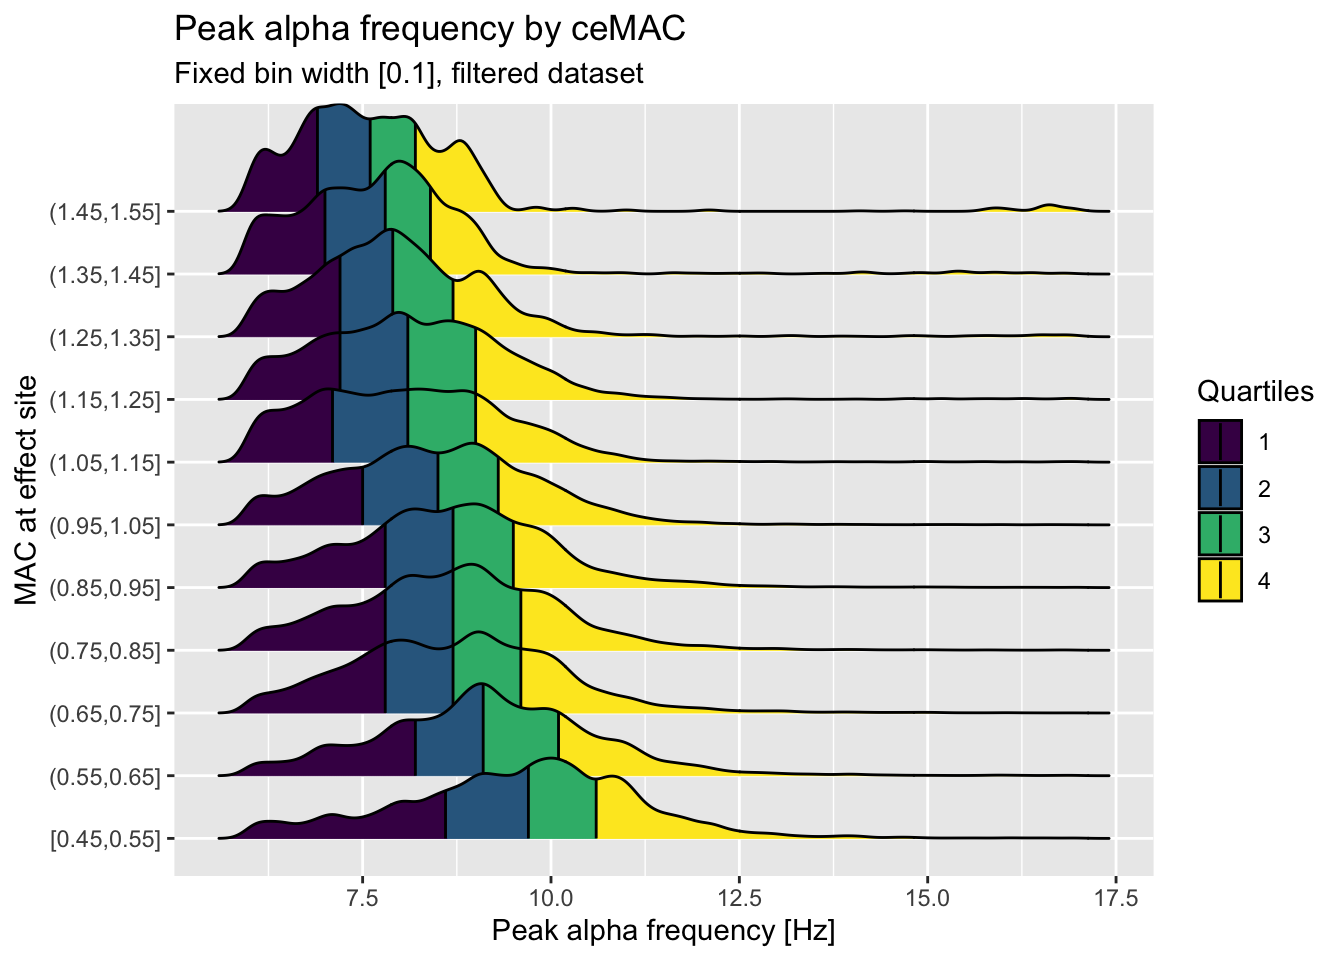 Peak alpha frequency by ceMAC
Fixed bin width [0.1], filtered dataset
MAC at effect site
(1.45,1.55]
(1.35,1.45]
(1.25,1.35]
(1.15,1.25]
(1.05,1.15]
(0.95,1.05]
(0.85,0.95]
(0.75,0.85]
(0.65,0.75]
(0.55,0.65]
[0.45,0.55]
7.5 10.0 12.5 15.0 17.5
Peak alpha frequency [Hz]
Quartiles
1
2
3
4